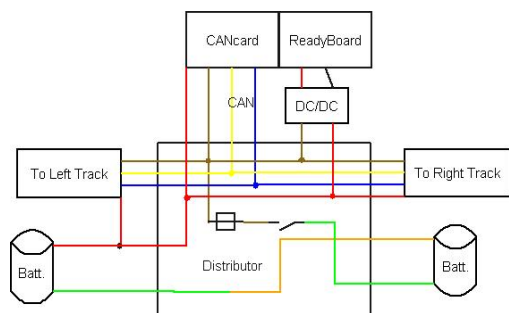 CANcard
ReadyBoard
CAN
DC/DC
To Left Track
To Right Track
Batt.
Distributor
Batt.